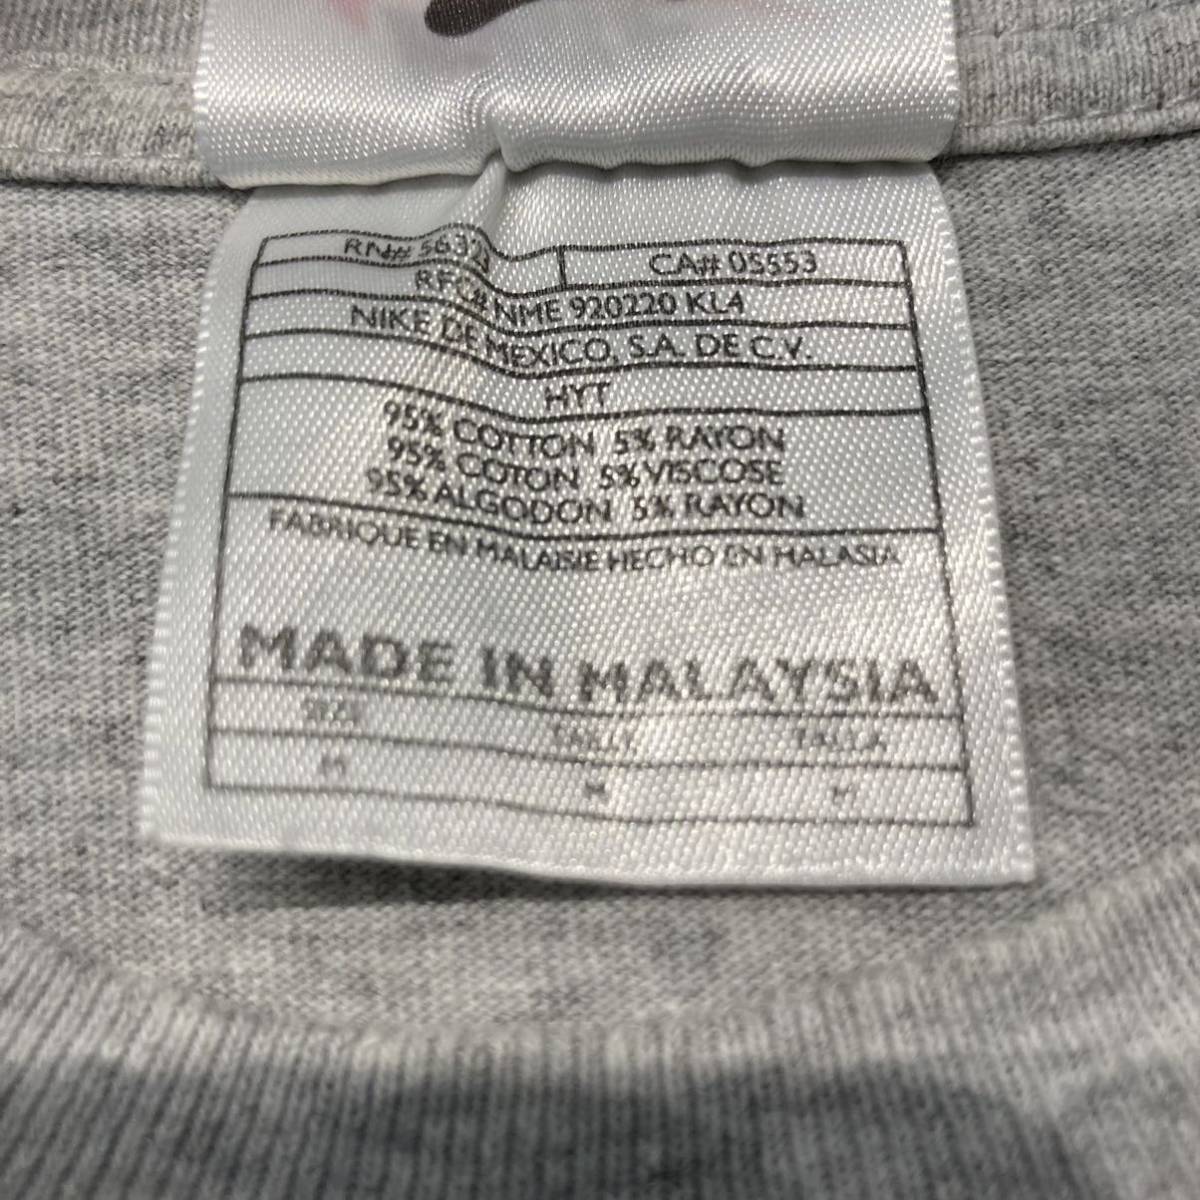 RN# 56323 CA# 05553
RFC# NME 920220 KL4
NIKE DE MEXICO, S.A. DE C.V.
HYT
95% COTTON 5% RAYON
95% COTON 5% VISCOSE
95% ALGODON 5% RAYON
FABRIQUE EN MALAISIE HECHO EN MALASIA
MADE IN MALAYSIA
SIZE TAILLE TALLA
M M M